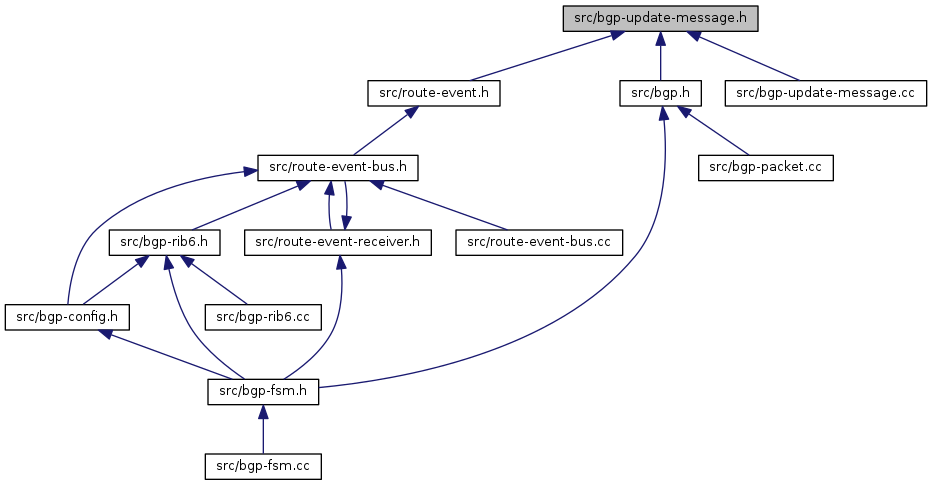 src/bgp-update-message.h
src/route-event.h
src/bgp.h
src/bgp-update-message.cc
src/route-event-bus.h
src/bgp-packet.cc
src/bgp-rib6.h
src/route-event-receiver.h
src/route-event-bus.cc
src/bgp-config.h
src/bgp-rib6.cc
src/bgp-fsm.h
src/bgp-fsm.cc